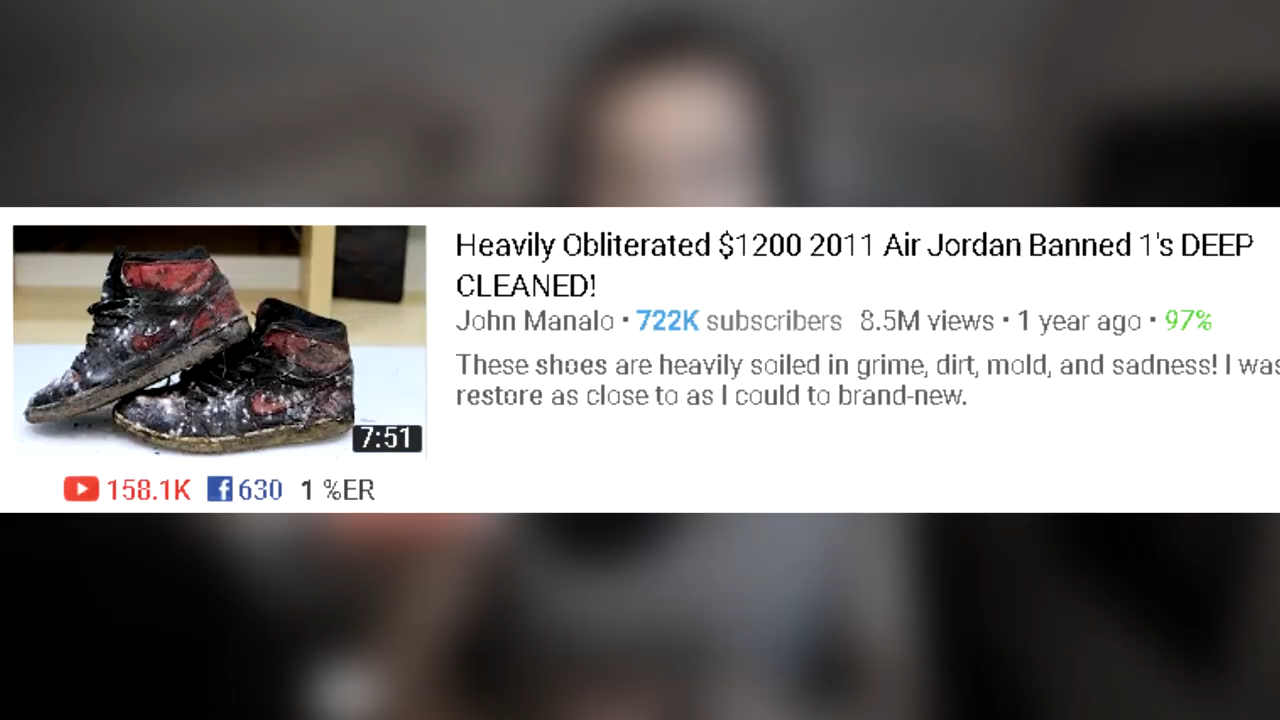 Heavily Obliterated $1200 2011 Air Jordan Banned 1's DEEP
CLEANED!
John Manalo • 722K subscribers 8.5M views • 1 year ago • 97%
These shoes are heavily soiled in grime, dirt, mold, and sadness! I was
restore as close to as I could to brand-new.
7:51
158.1K f 630 1 %ER